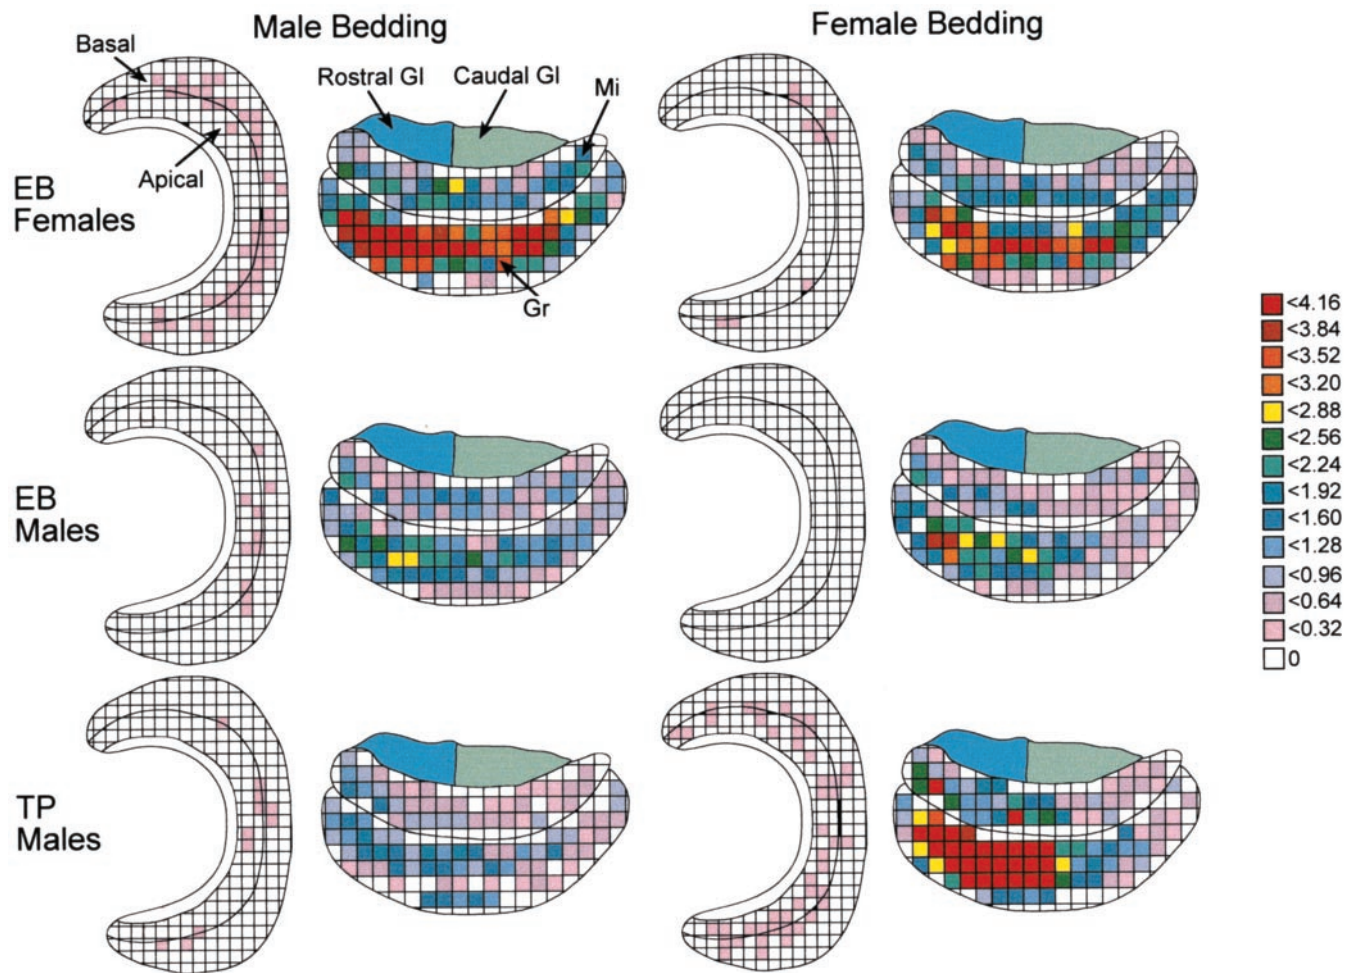 Male Bedding
Female Bedding
Basal
Rostral Gl
Caudal Gl
Mi
Apical
EB
Females
Gr
<4.16
<3.84
<3.52
<3.20
<2.88
<2.56
<2.24
<1.92
<1.60
<1.28
<0.96
<0.64
<0.32
0
EB
Males
TP
Males